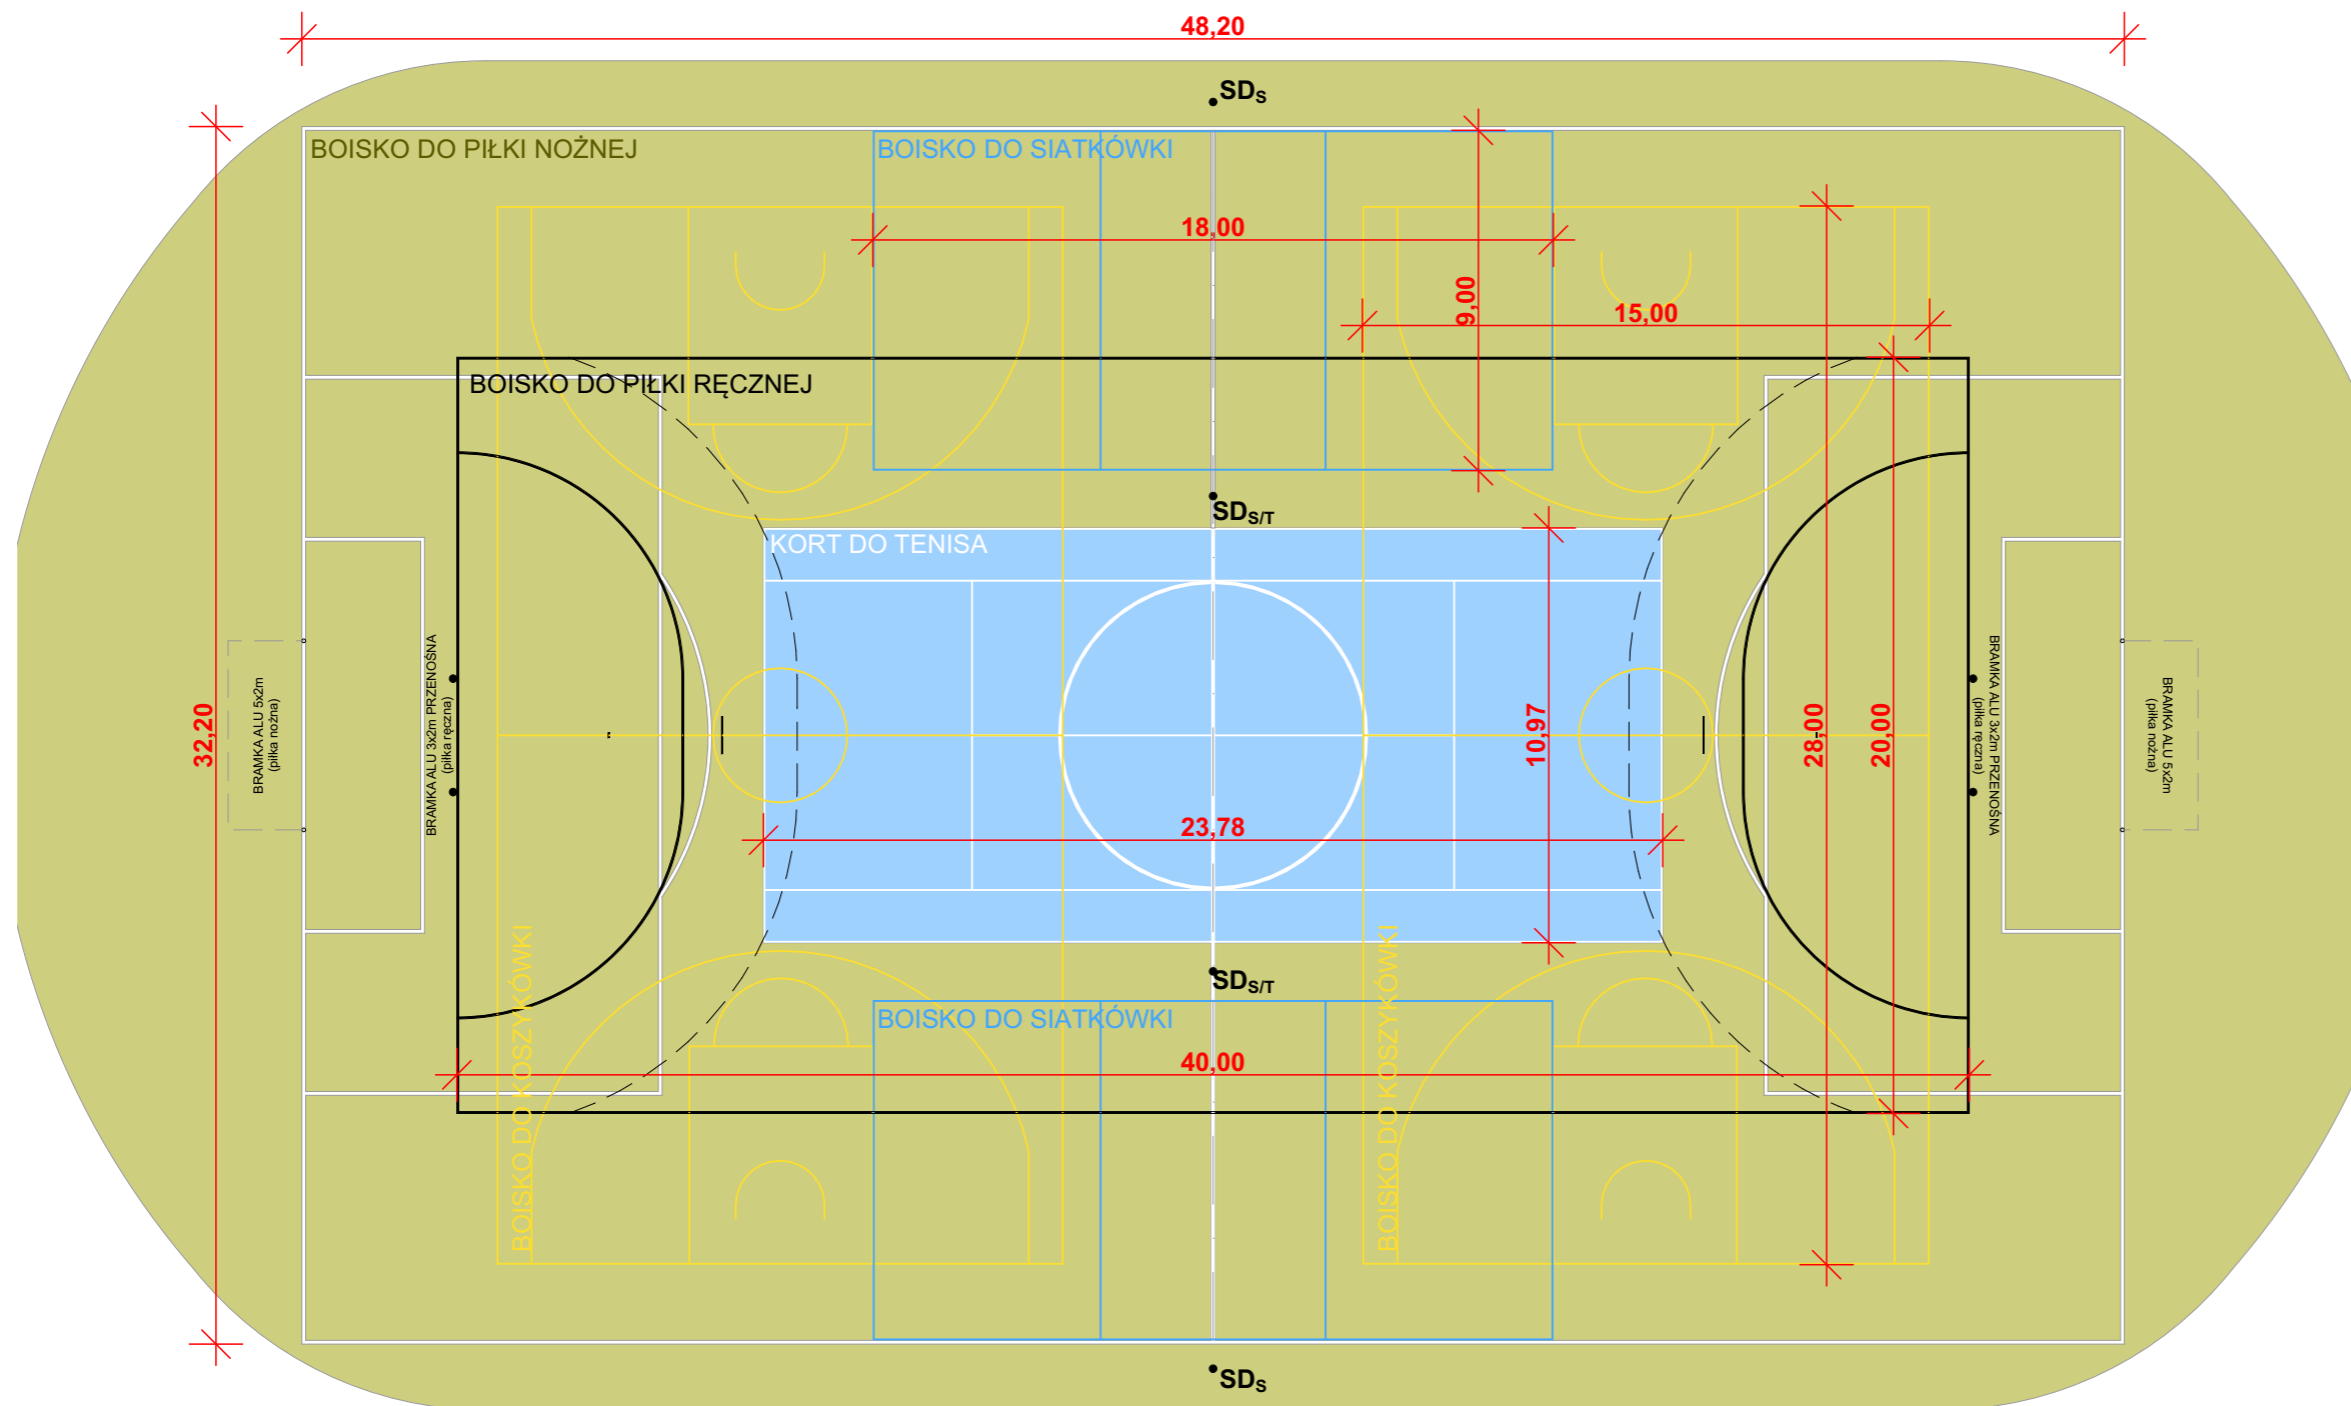 48,20
SDS
BOISKO DO PIŁKI NOŻNEJ
BOISKO DO SIATKÓWKI
18,00
9,00
15,00
BOISKO DO PIŁKI RĘCZNEJ
SDS/T
KORT DO TENISA
32,20
BRAMKA ALU 5x2m
(piłka nożna)
BRAMKA ALU 3x2m PRZENOŚNA
(piłka ręczna)
10,97
28,00
20,00
BRAMKA ALU 3x2m PRZENOŚNA
(piłka ręczna)
BRAMKA ALU 5x2m
(piłka nożna)
23,78
BOISKO DO KOSZYKÓWKI
BOISKO DO KOSZYKÓWKI
SDS/T
BOISKO DO SIATKÓWKI
40,00
SDS